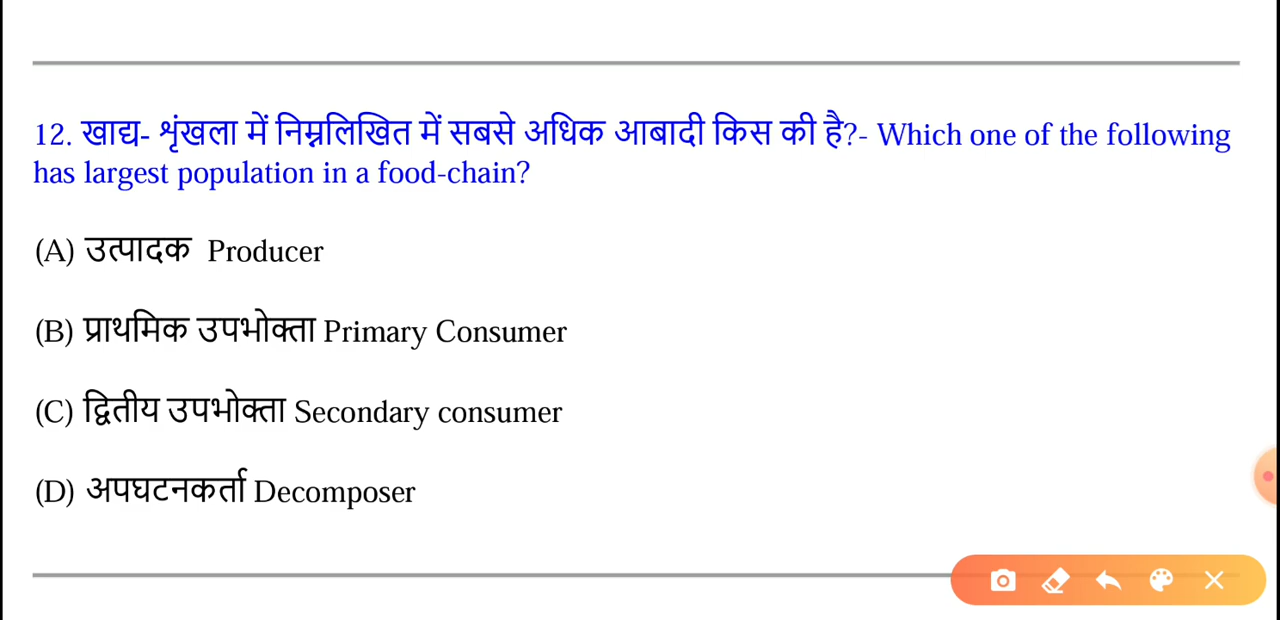 12. खाद्य- शृंखला में निम्नलिखित में सबसे अधिक आबादी किस की है?- Which one of the following
has largest population in a food-chain?
(A) उत्पादक Producer
(B) प्राथमिक उपभोक्ता Primary Consumer
(C) द्वितीय उपभोक्ता Secondary consumer
(D) अपघटनकर्ता Decomposer